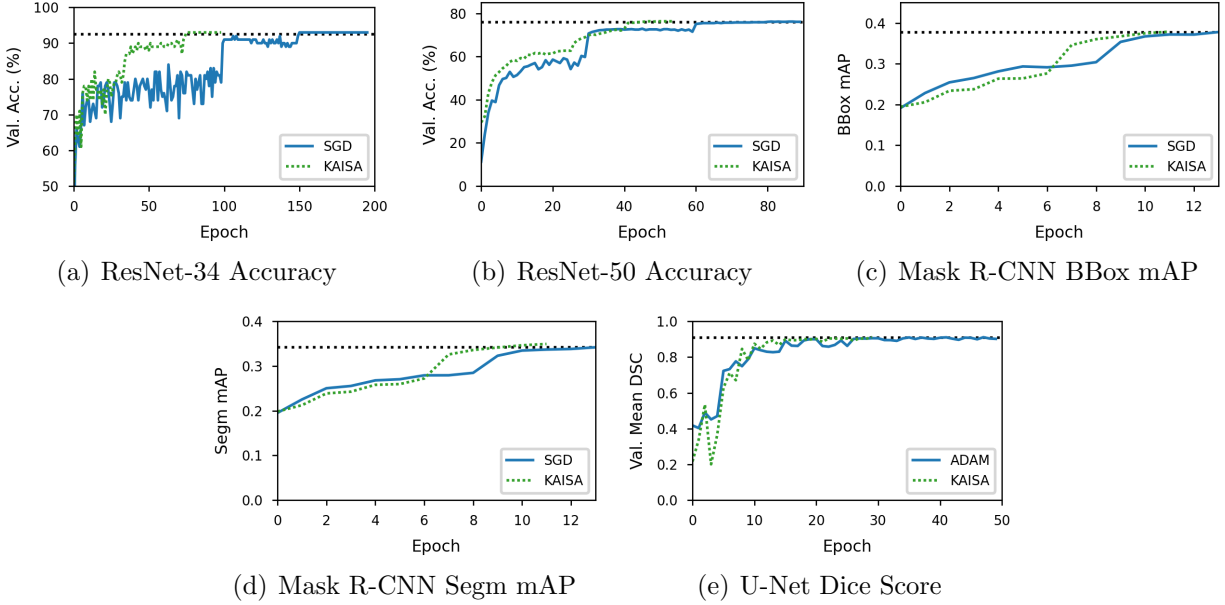 Val. Acc. (%)
100
90
80
70
60
50
0
50
100
150
200
Epoch
SGD
KAISA
(a) ResNet-34 Accuracy
Val. Acc. (%)
80
60
40
20
0
0
20
40
60
80
Epoch
SGD
KAISA
(b) ResNet-50 Accuracy
BBox mAP
0.4
0.3
0.2
0.1
0.0
0
2
4
6
8
10
12
Epoch
SGD
KAISA
(c) Mask R-CNN BBox mAP
Segm mAP
0.4
0.3
0.2
0.0
0
2
4
6
8
10
12
Epoch
SGD
KAISA
(d) Mask R-CNN Segm mAP
Val. Mean DSC
1.0
0.8
0.6
0.4
0.2
0.0
0
10
20
30
40
50
Epoch
ADAM
KAISA
(e) U-Net Dice Score